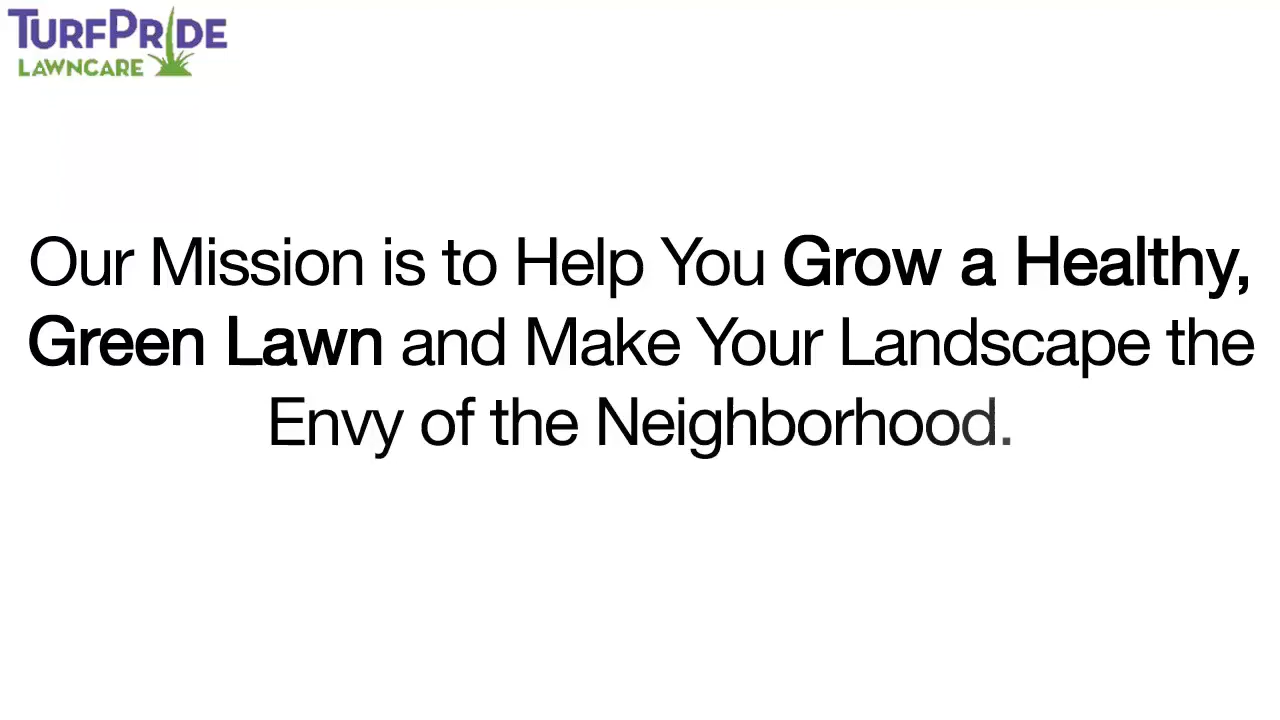 TURFPRIDE
LAWNCARE
Our Mission is to Help You Grow a Healthy,
Green Lawn and Make Your Landscape the
Envy of the Neighborhood.